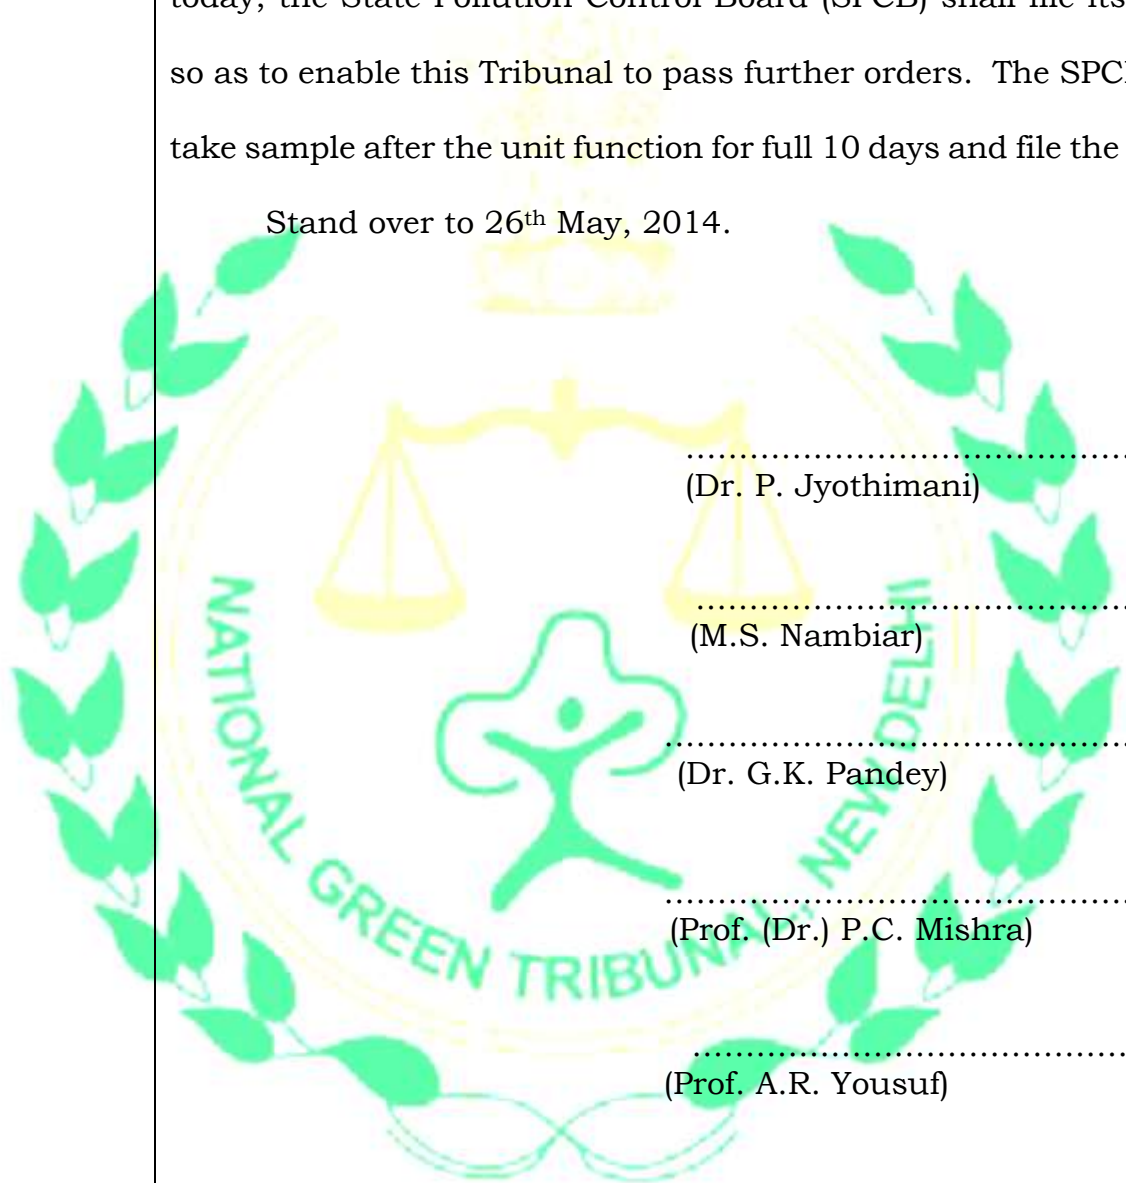 today, the State Pollution Control Board (SPCB) shall file its
so as to enable this Tribunal to pass further orders. The
take sample after the unit function for full 10 days and file the
Stand over to 26th May, 2014.
................................................
(Dr. P. Jyothimani)
................................................
(M.S. Nambiar)
................................................
(Dr. G.K. Pandey)
................................................
(Prof. (Dr.) P.C. Mishra)
................................................
(Prof. A.R. Yousuf)
NATIONAL GREEN TRIBUNAL, NEW DELHI